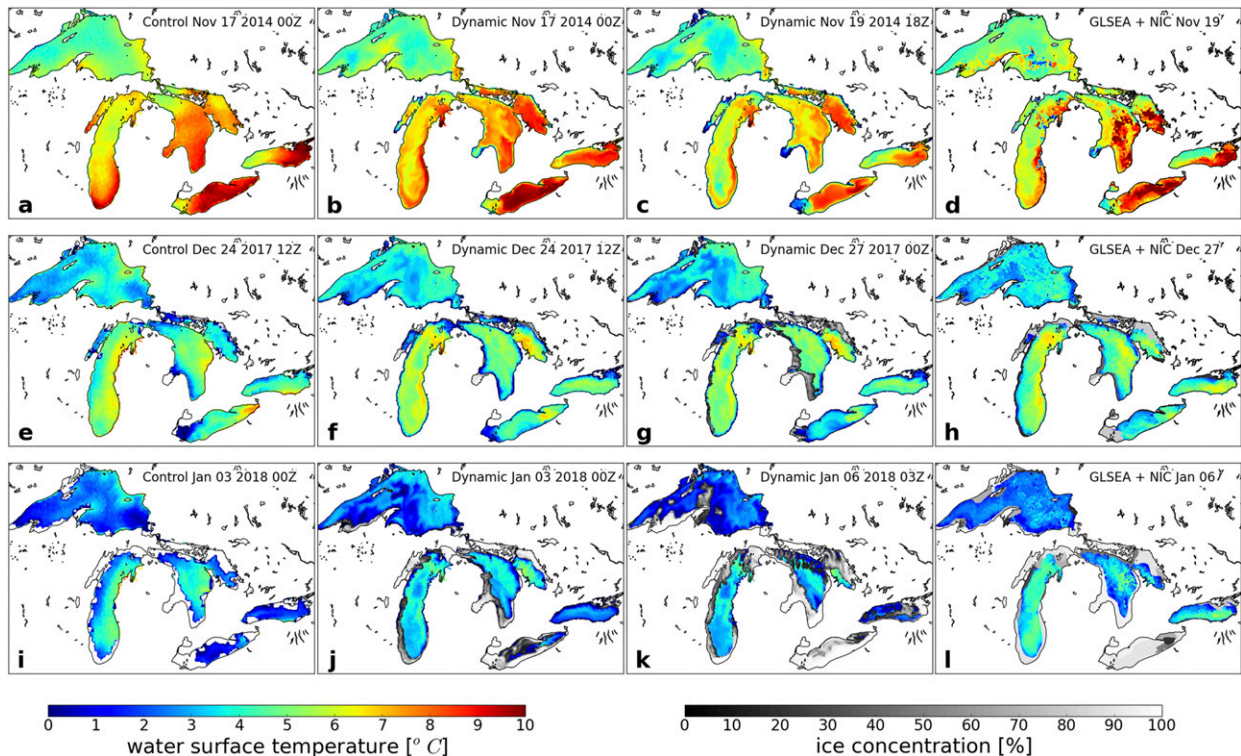 Control Nov 17 2014 00Z
Dynamic Nov 17 2014 00Z
Dynamic Nov 19 2014 18Z
GLSEA + NIC Nov 19
a
b
c
d
Control Dec 24 2017 12Z
Dynamic Dec 24 2017 12Z
Dynamic Dec 27 2017 00Z
GLSEA + NIC Dec 27
e
f
g
h
Control Jan 03 2018 00Z
Dynamic Jan 03 2018 00Z
Dynamic Jan 06 2018 03Z
GLSEA + NIC Jan 06
i
j
k
l
0 1 2 3 4 5 6 7 8 9 10
water surface temperature [° C]
0 10 20 30 40 50 60 70 80 90 100
ice concentration [%]